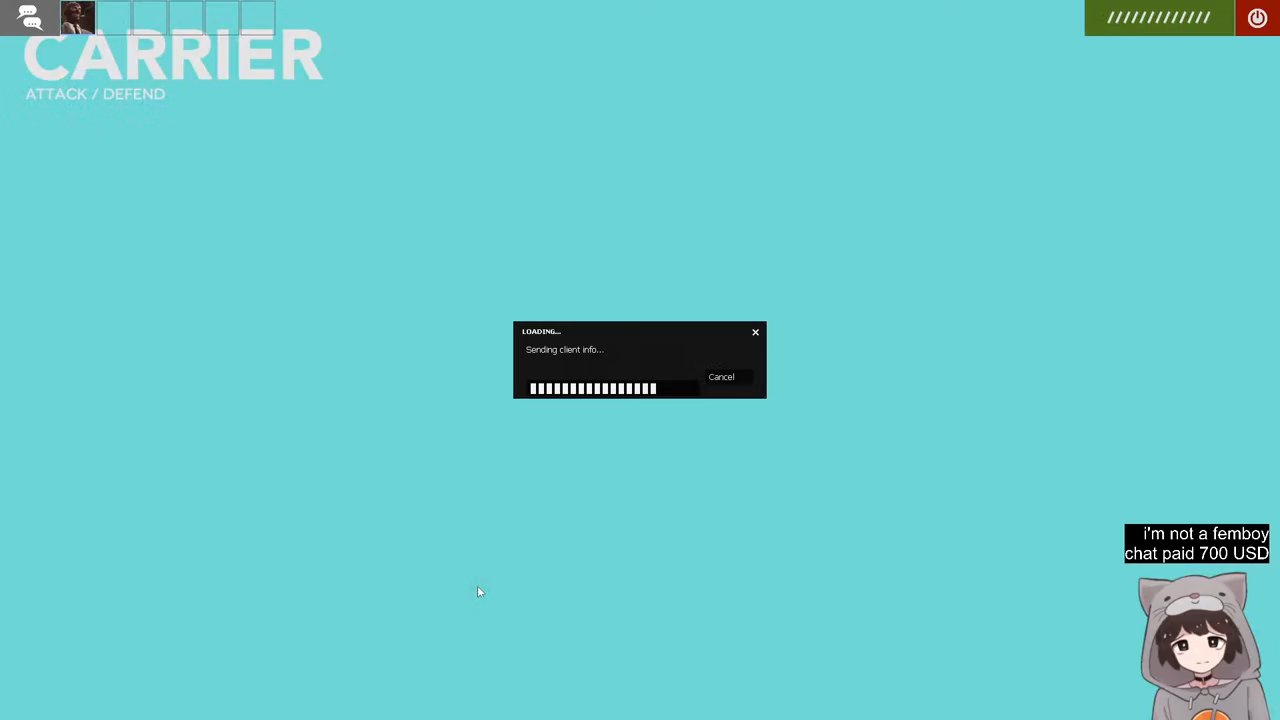 CARRIER
ATTACK / DEFEND
LOADING...
Sending client info...
Cancel
i'm not a femboy
chat paid 700 USD